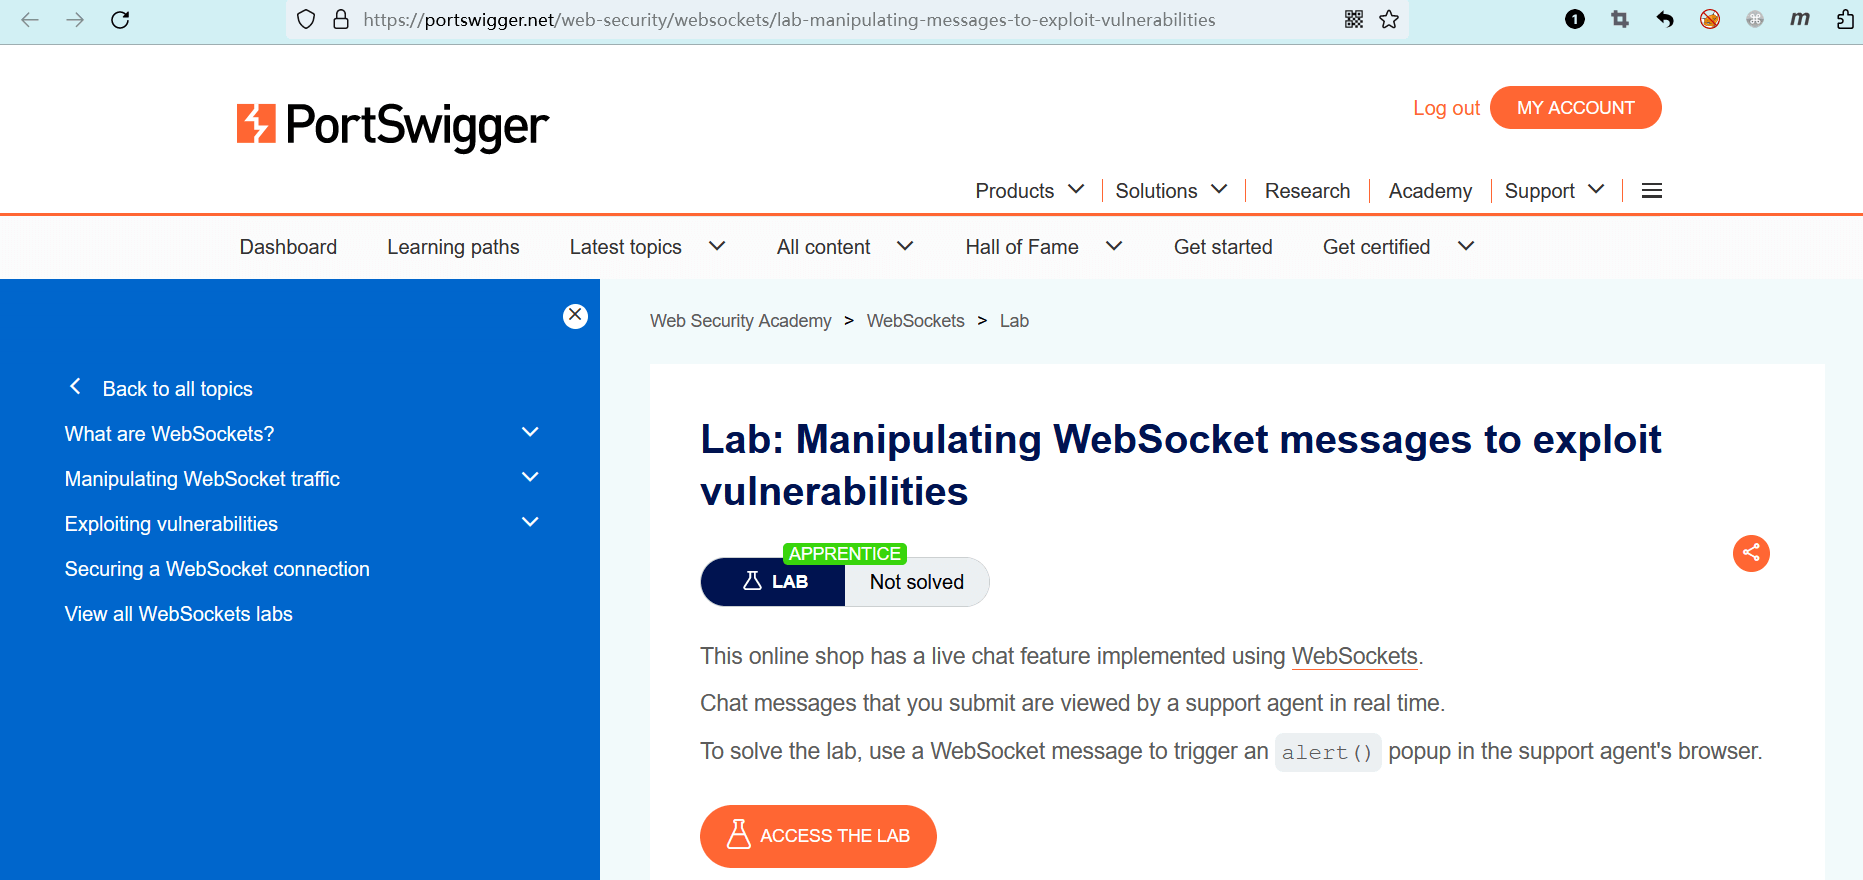 https://portswigger.net/web-security/websockets/lab-manipulating-messages-to-exploit-vulnerabilities
1
m
PortSwigger
Log out
MY ACCOUNT
Products
Solutions
Research
Academy
Support
Dashboard
Learning paths
Latest topics
All content
Hall of Fame
Get started
Get certified
Back to all topics
What are WebSockets?
Manipulating WebSocket traffic
Exploiting vulnerabilities
Securing a WebSocket connection
View all WebSockets labs
Web Security Academy > WebSockets > Lab
Lab: Manipulating WebSocket messages to exploit
vulnerabilities
APPRENTICE
LAB
Not solved
This online shop has a live chat feature implemented using WebSockets.
Chat messages that you submit are viewed by a support agent in real time.
To solve the lab, use a WebSocket message to trigger an alert() popup in the support agent's browser.
ACCESS THE LAB